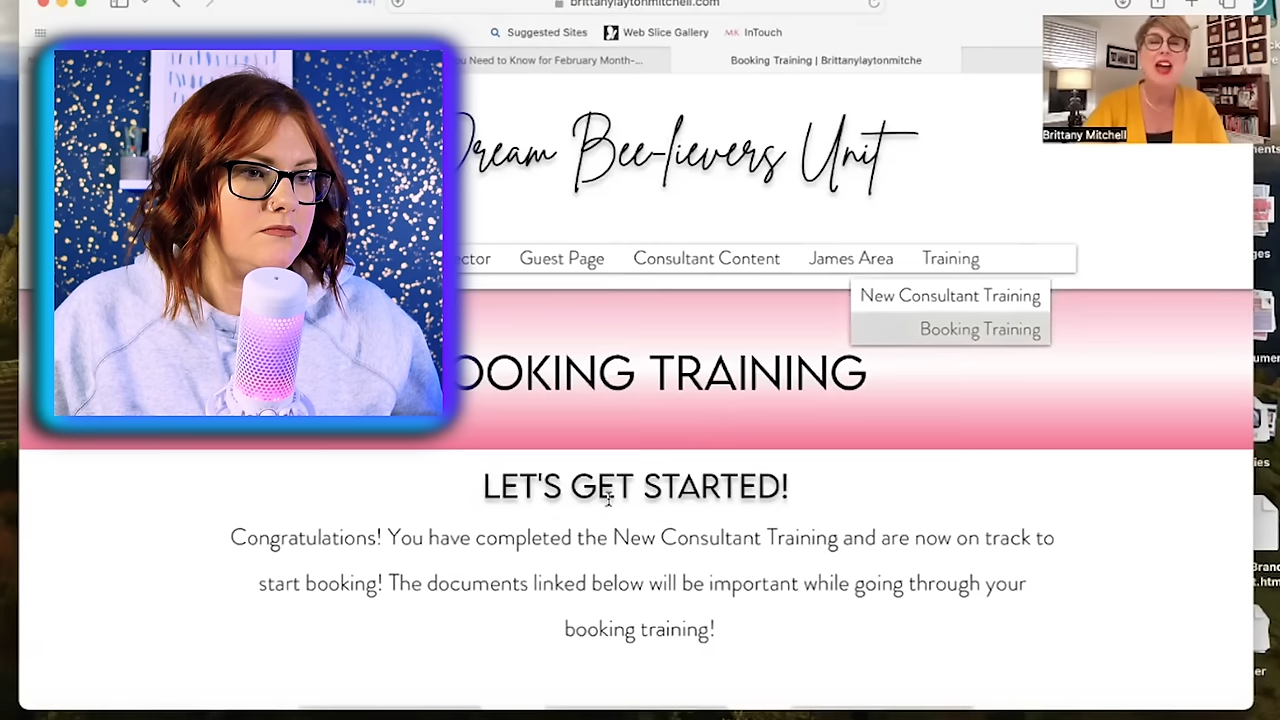 brittanylaytonmitchell.com
Suggested Sites Web Slice Gallery MK InTouch
ou Need to Know for February Month-... Booking Training | Brittanylaytonmitche
Brittany Mitchell
Dream Bee-lievers Unit
ector Guest Page Consultant Content James Area Training
New Consultant Training
Booking Training
OOKING TRAINING
LET'S GET STARTED!
Congratulations! You have completed the New Consultant Training and are now on track to
start booking! The documents linked below will be important while going through your
booking training!